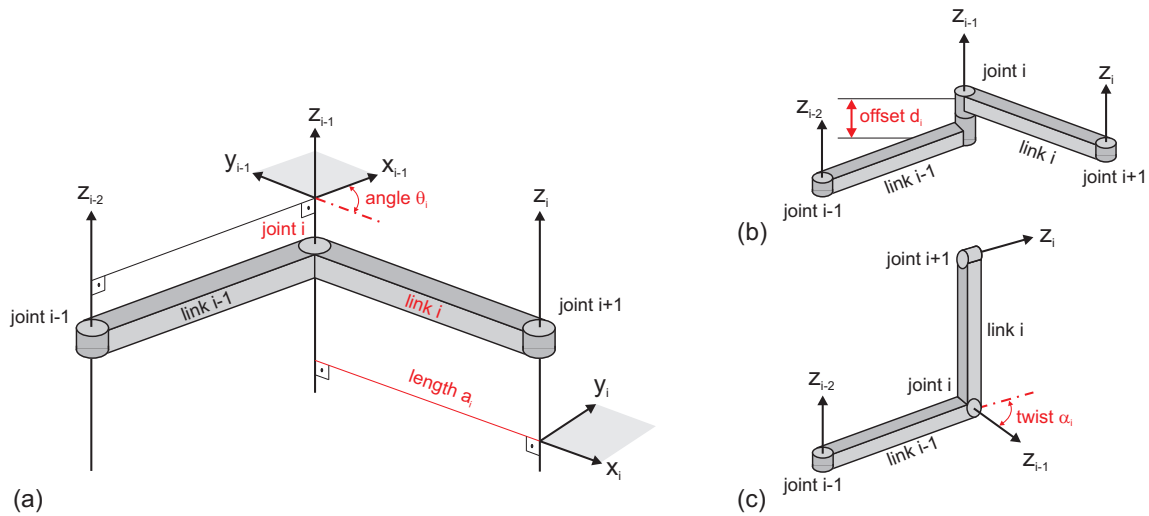 z_{i-1}
y_{i-1}
x_{i-1}
angle θ_i
z_{i-2}
z_i
joint i
joint i-1
link i-1
link i
joint i+1
length a_i
y_i
x_i
(a)
z_{i-1}
joint i
z_i
z_{i-2}
offset d_i
link i-1
link i
joint i-1
joint i+1
(b)
z_i
joint i+1
link i
z_{i-2}
joint i
twist α_i
link i-1
z_{i-1}
joint i-1
(c)